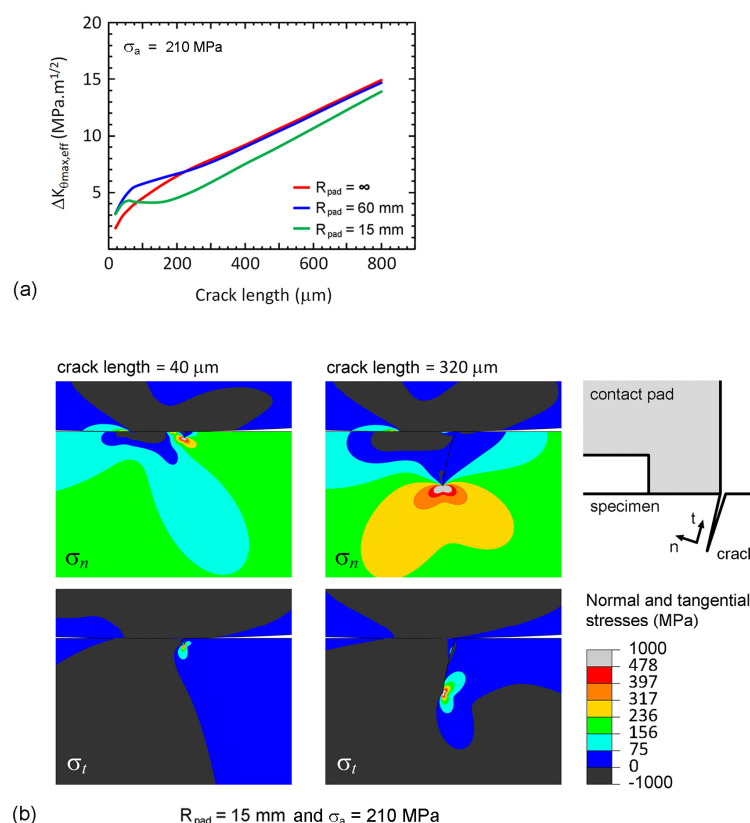 20
15
10
5
σa = 210 MPa
ΔKθmax,eff (MPa.m1/2)
Rpad = ∞
Rpad = 60 mm
Rpad = 15 mm
0 200 400 600 800
(a) Crack length (μm)
crack length = 40 μm
crack length = 320 μm
contact pad
specimen
t
n
crack
σn
σn
Normal and tangential
stresses (MPa)
1000
478
397
317
236
156
75
0
-1000
σt
σt
(b) Rpad = 15 mm and σa = 210 MPa